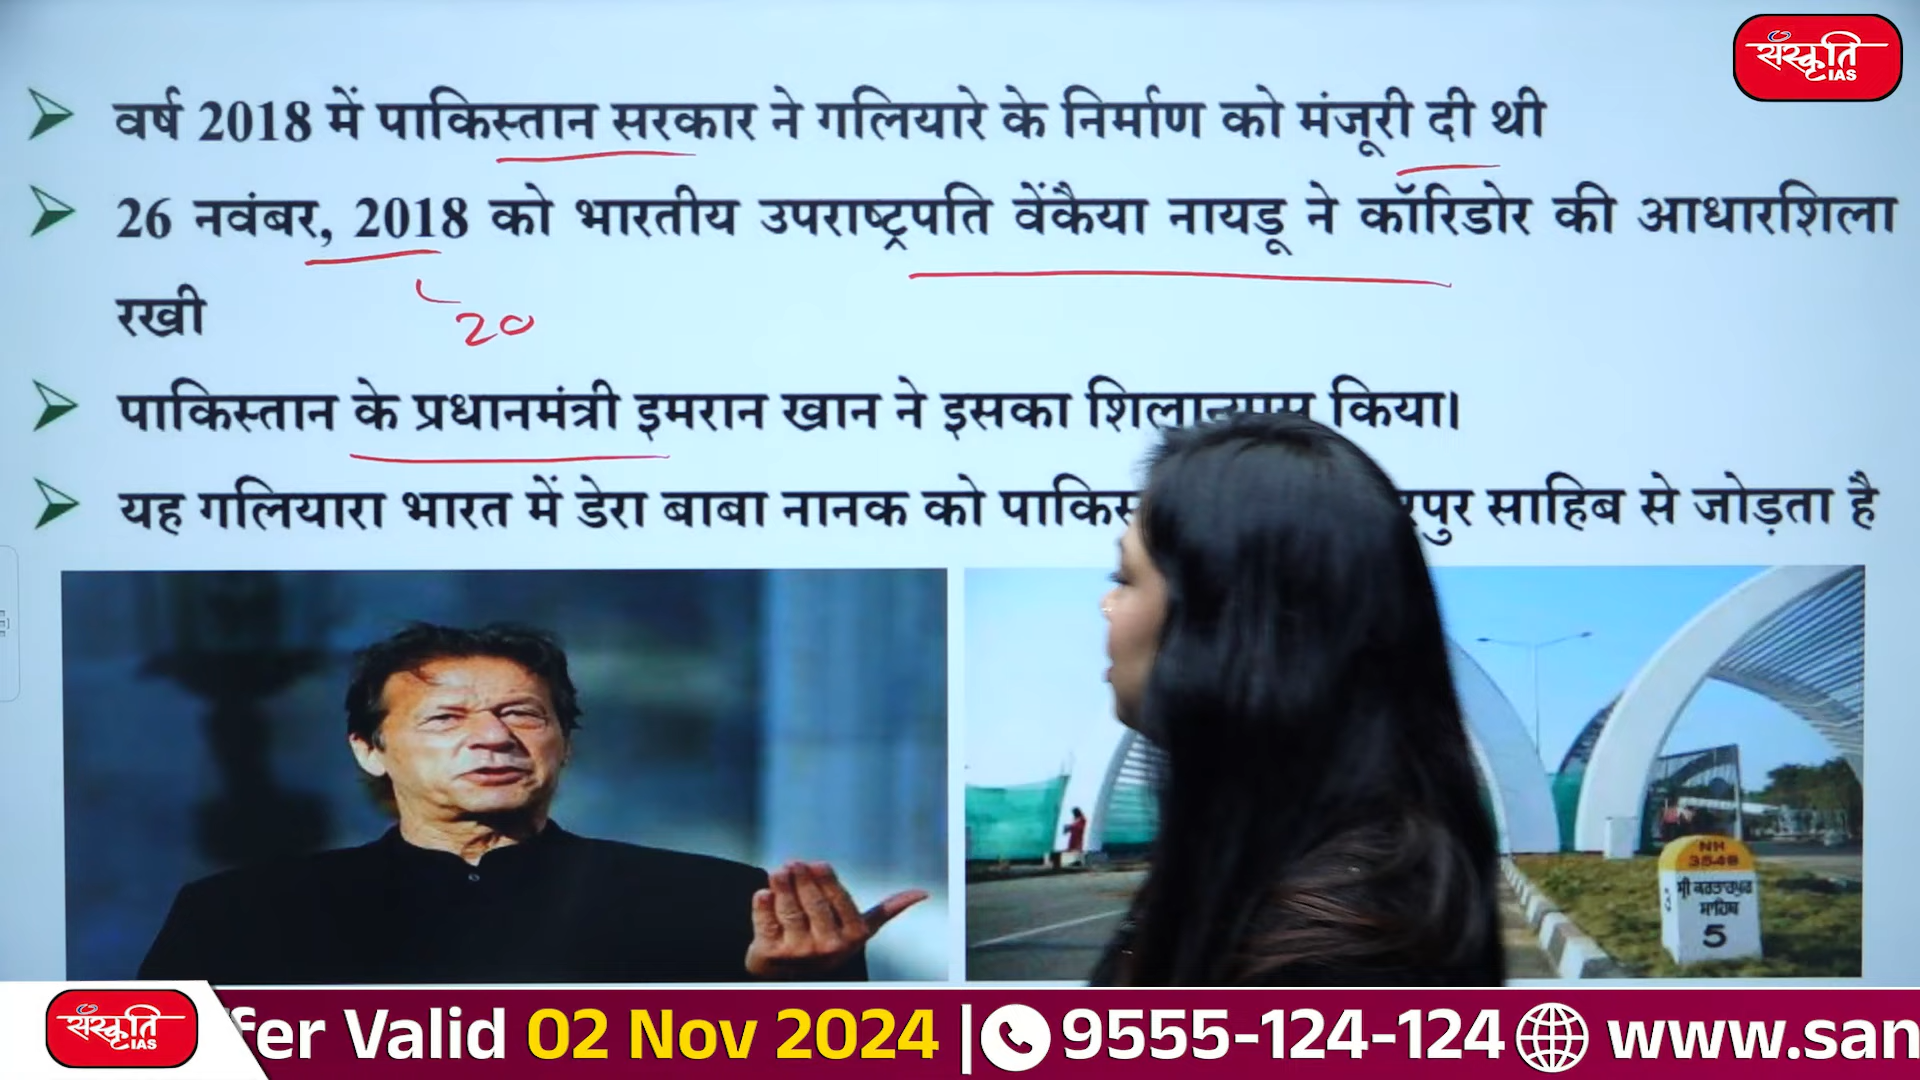 संस्कृति
IAS
वर्ष 2018 में पाकिस्तान सरकार ने गलियारे के निर्माण को मंजूरी दी थी
26 नवंबर, 2018 को भारतीय उपराष्ट्रपति वेंकैया नायडू ने कॉरिडोर की आधारशिला
रखी
20
पाकिस्तान के प्रधानमंत्री इमरान खान ने इसका किया।
यह गलियारा भारत में डेरा बाबा नानक को साहिब से जोड़ता है
NH
ਸ੍ਰੀ ਕਰਤਾਰਪੁਰ
ਸਾਹਿਬ
5
संस्कृति
IAS
fer Valid 02 Nov 2024 | 9555-124-124 www.san